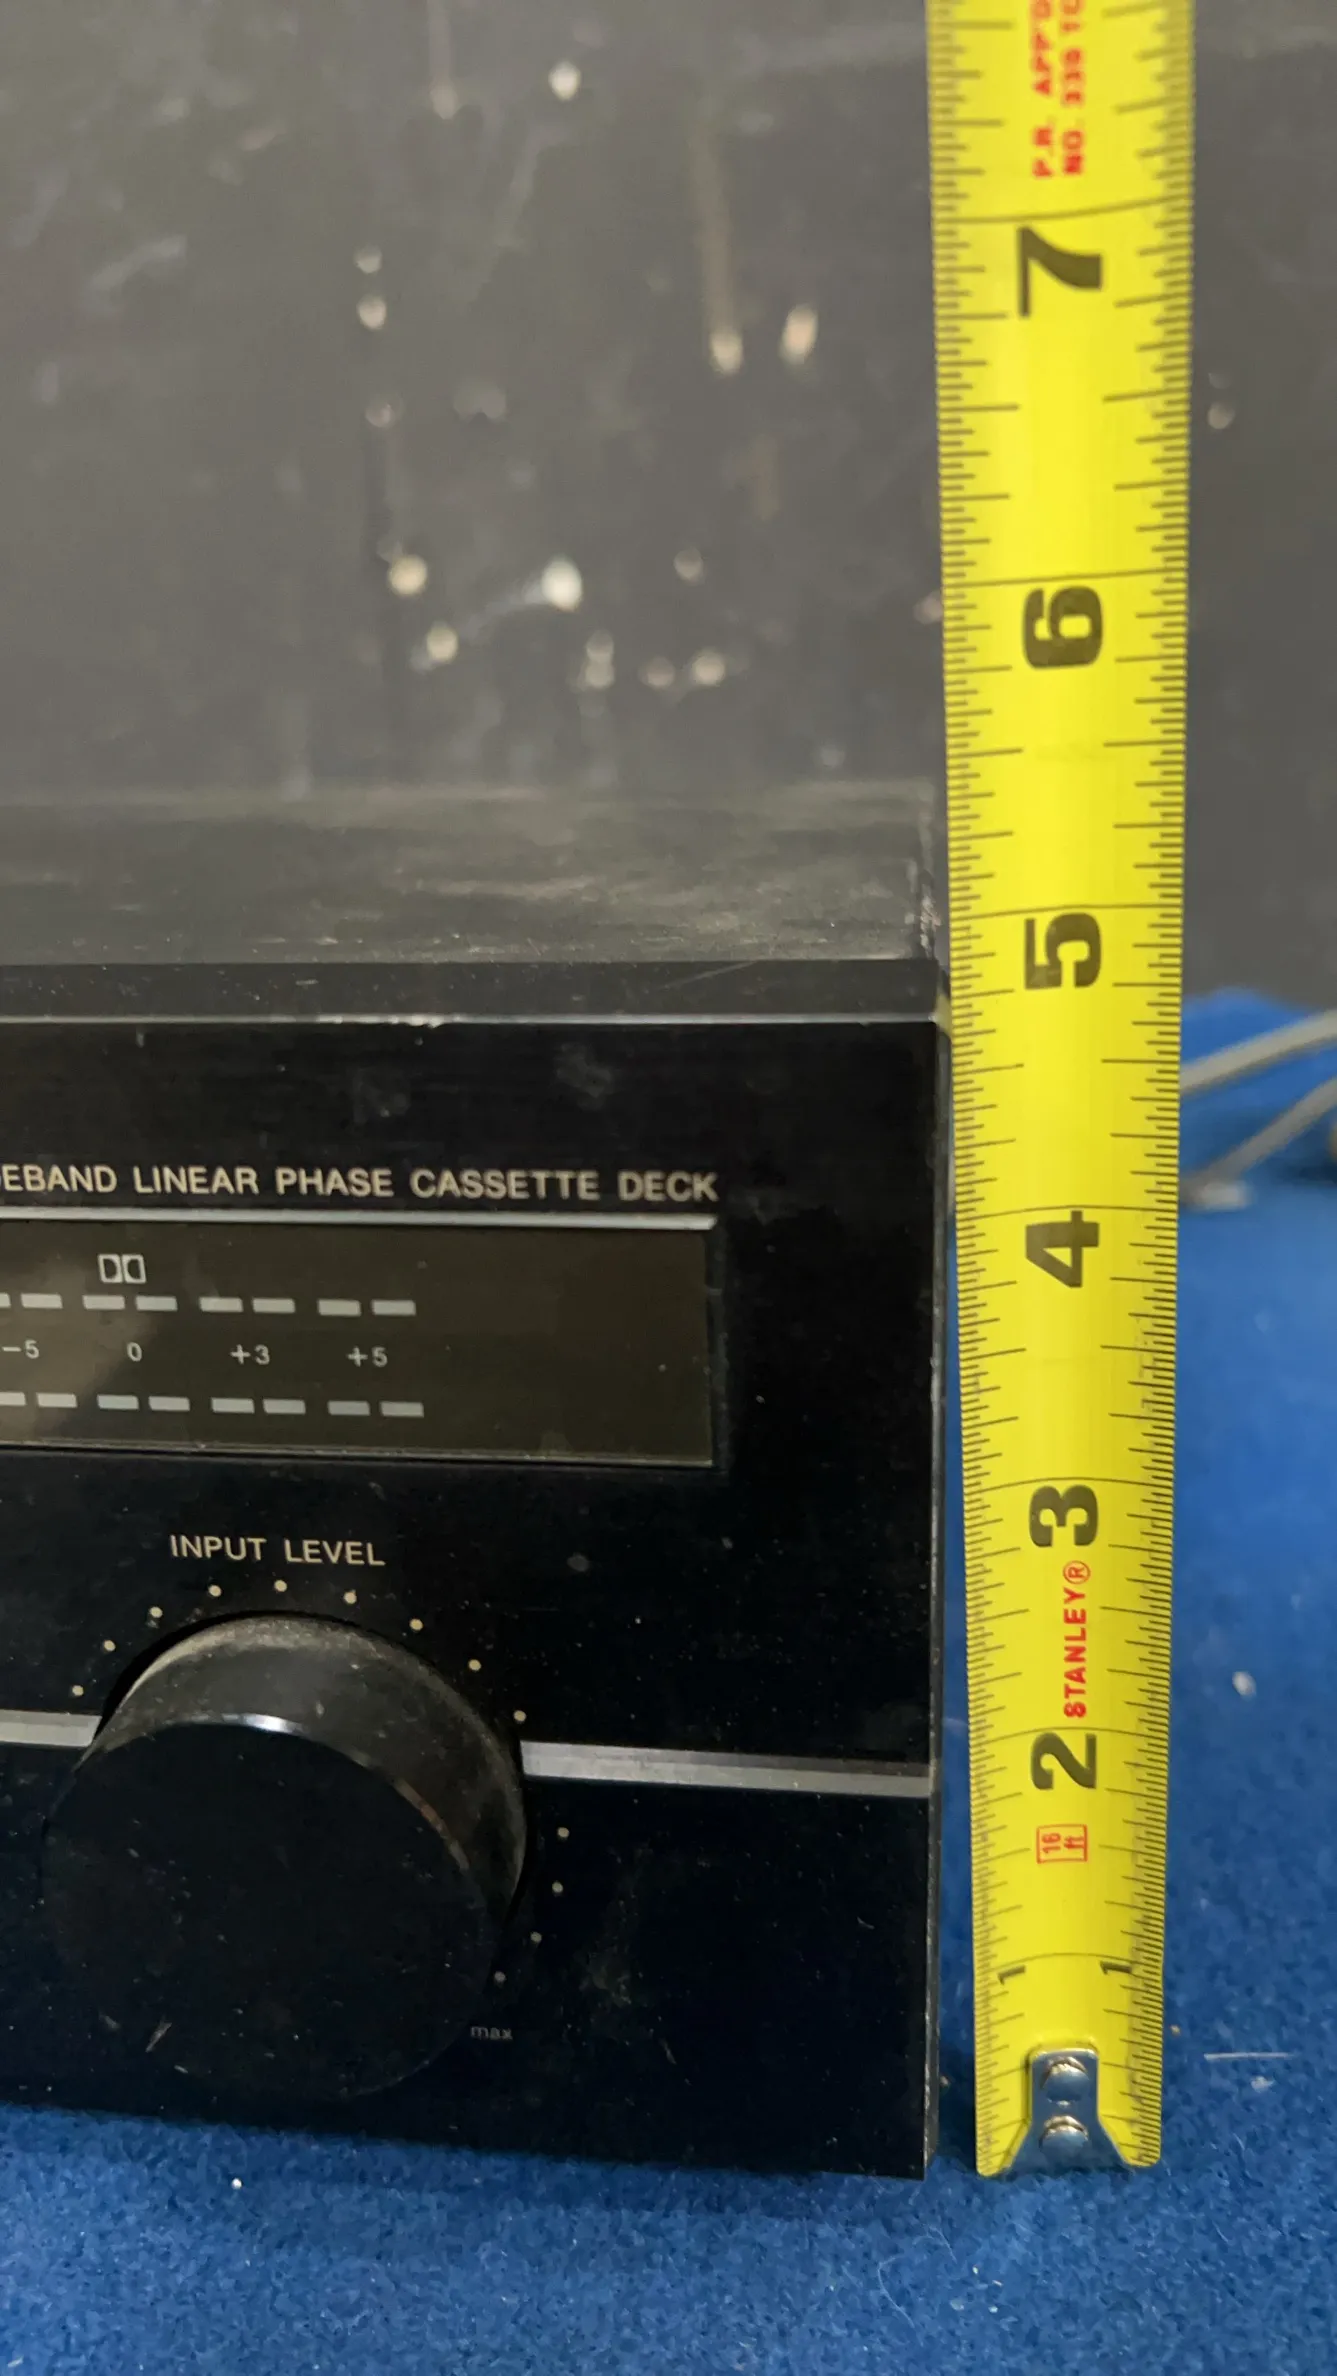 P.R. APP'D
NO. 339 TC
7
6
5
4
3
STANLEY®
2
16
ft
1 1
EBAND LINEAR PHASE CASSETTE DECK
-5 0 +3 +5
INPUT LEVEL
max